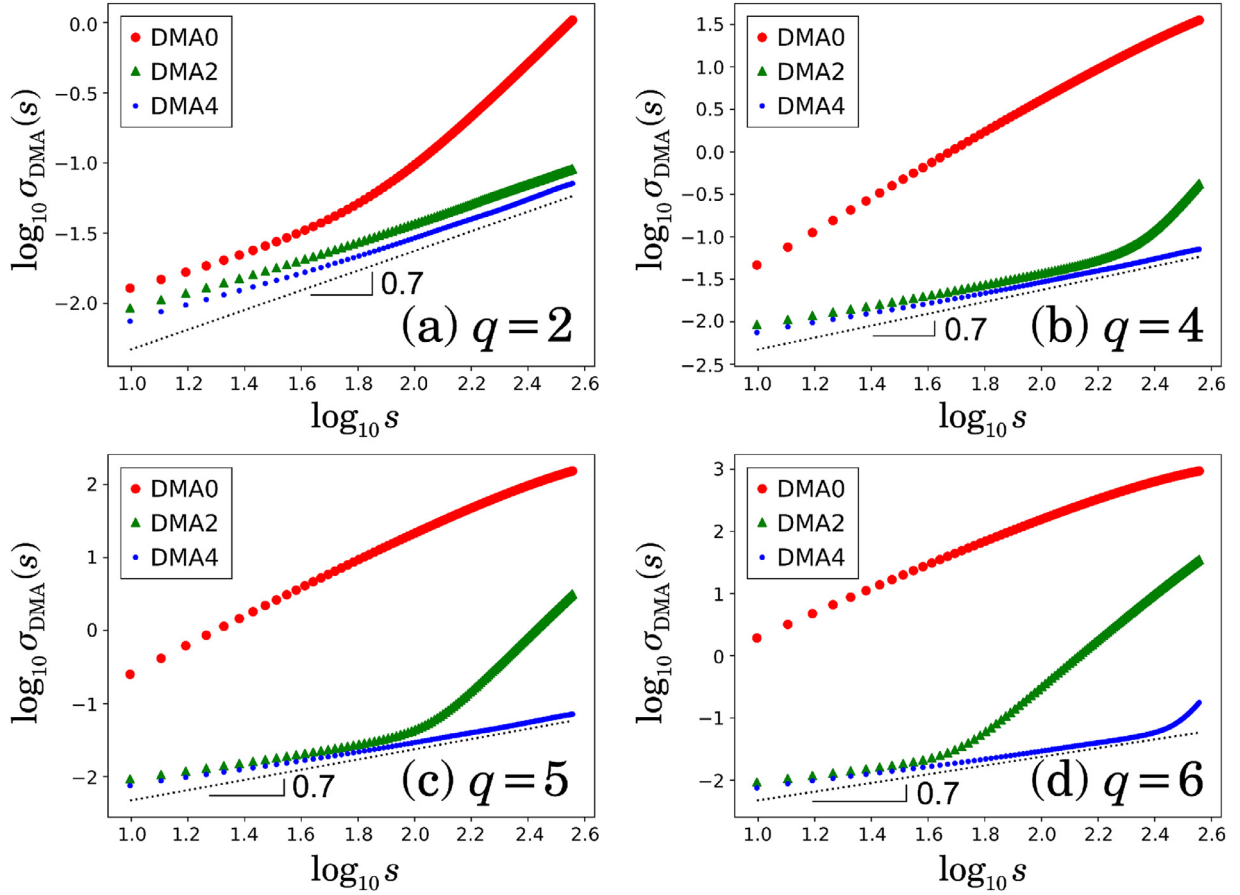 log₁₀ σDMA(s)
0.0
−0.5
−1.0
−1.5
−2.0
DMA0
DMA2
DMA4
0.7
(a) q = 2
1.0 1.2 1.4 1.6 1.8 2.0 2.2 2.4 2.6
log₁₀ s
log₁₀ σDMA(s)
1.5
1.0
0.5
0.0
−0.5
−1.0
−1.5
−2.0
−2.5
DMA0
DMA2
DMA4
0.7
(b) q = 4
1.0 1.2 1.4 1.6 1.8 2.0 2.2 2.4 2.6
log₁₀ s
log₁₀ σDMA(s)
2
1
0
−1
−2
DMA0
DMA2
DMA4
0.7
(c) q = 5
1.0 1.2 1.4 1.6 1.8 2.0 2.2 2.4 2.6
log₁₀ s
log₁₀ σDMA(s)
3
2
1
0
−1
−2
DMA0
DMA2
DMA4
0.7
(d) q = 6
1.0 1.2 1.4 1.6 1.8 2.0 2.2 2.4 2.6
log₁₀ s